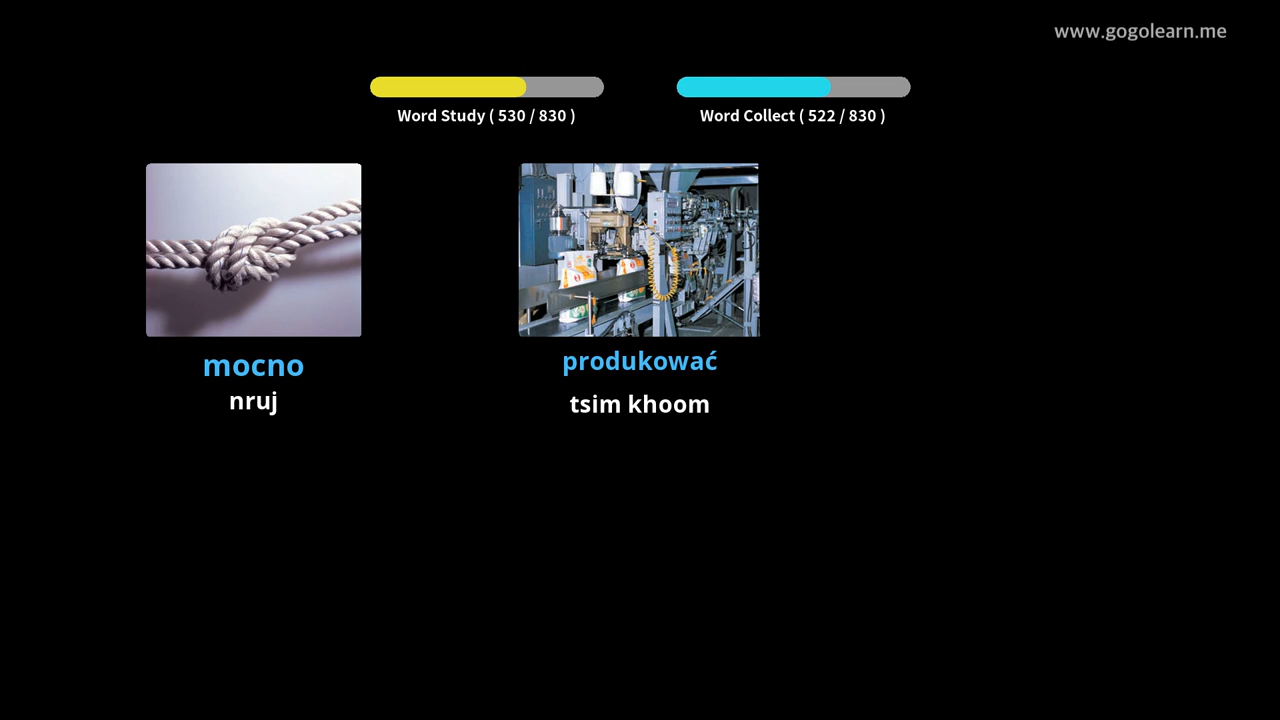 www.gogolearn.me
Word Study ( 530 / 830 )
Word Collect ( 522 / 830 )
mocno
nruj
produkować
tsim khoom